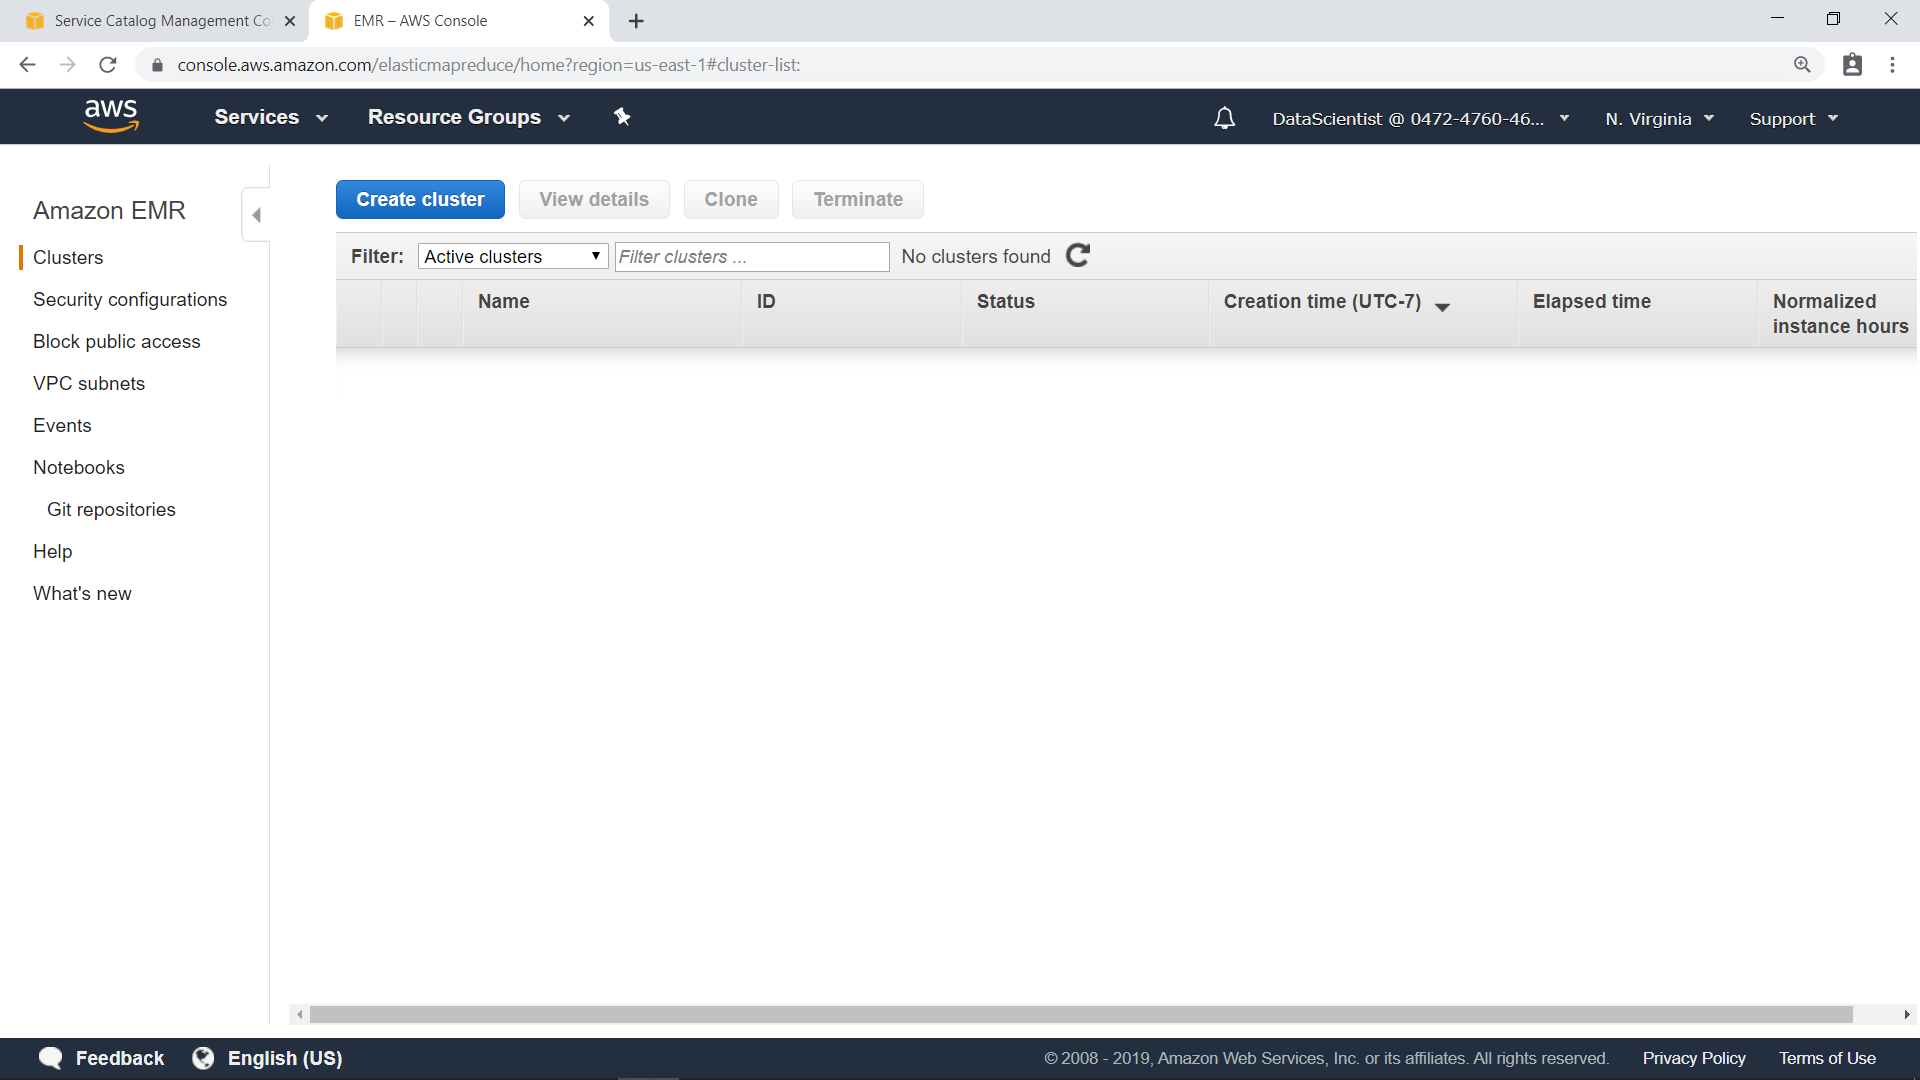 Service Catalog Management Co
EMR – AWS Console
console.aws.amazon.com/elasticmapreduce/home?region=us-east-1#cluster-list:
aws
Services
Resource Groups
DataScientist @ 0472-4760-46...
N. Virginia
Support
Amazon EMR
Clusters
Security configurations
Block public access
VPC subnets
Events
Notebooks
Git repositories
Help
What's new
Create cluster
View details
Clone
Terminate
Filter:
Active clusters
Filter clusters ...
No clusters found
Name
ID
Status
Creation time (UTC-7)
Elapsed time
Normalized
instance hours
Feedback
English (US)
© 2008 - 2019, Amazon Web Services, Inc. or its affiliates. All rights reserved.
Privacy Policy
Terms of Use